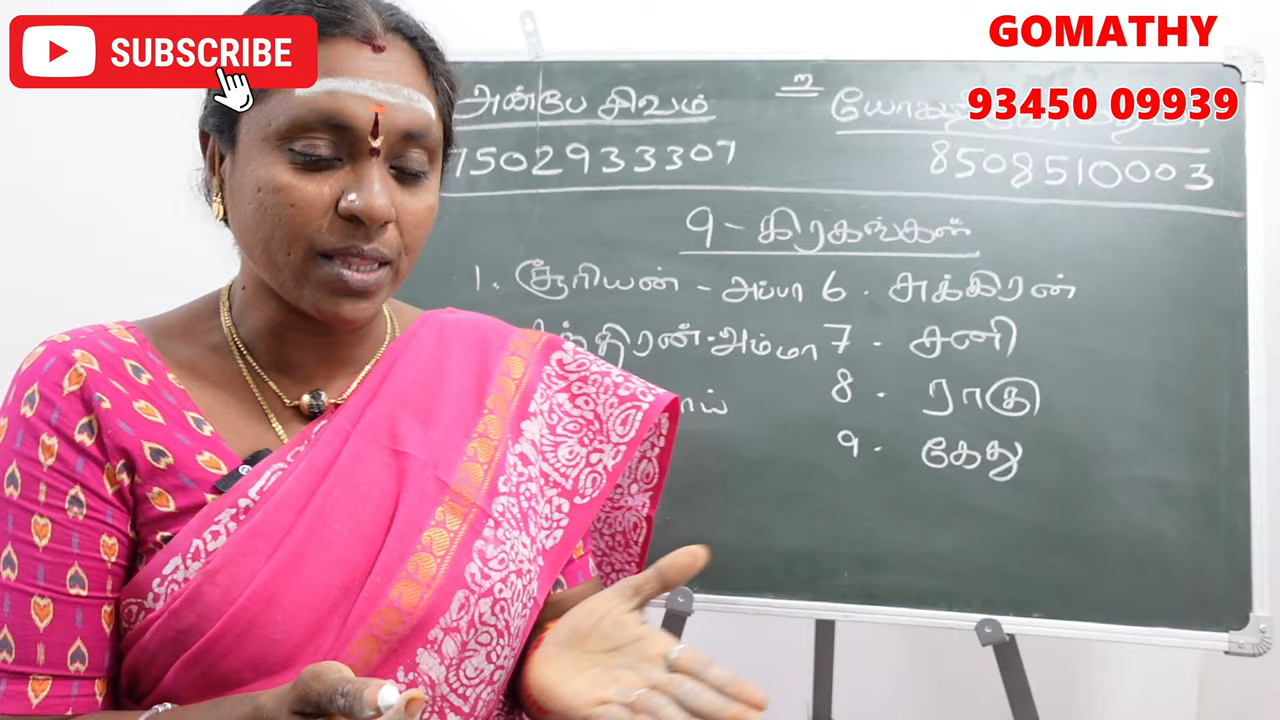 SUBSCRIBE
GOMATHY
93450 09939
அன்பே சிவம்
7502933307
8508510003
9 - கிரகங்கள்
1. சூரியன் - அப்பா 6. சுக்கிரன்
அம்மா 7. சனி
8. ராகு
9. கேது